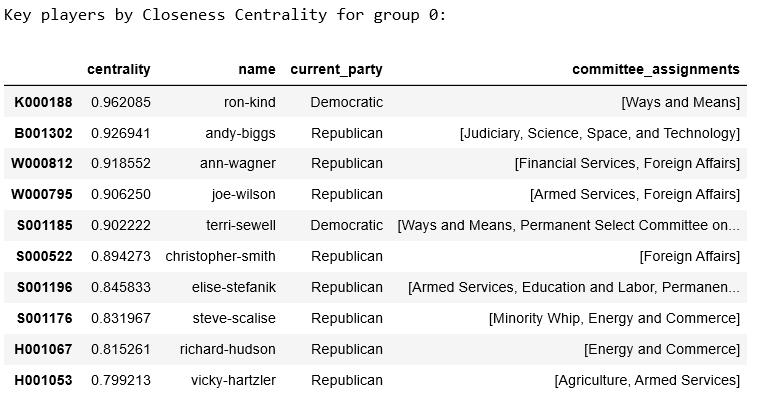 Key players by Closeness Centrality for group 0:
centrality name current_party committee_assignments
K000188 0.962085 ron-kind Democratic [Ways and Means]
B001302 0.926941 andy-biggs Republican [Judiciary, Science, Space, and Technology]
W000812 0.918552 ann-wagner Republican [Financial Services, Foreign Affairs]
W000795 0.906250 joe-wilson Republican [Armed Services, Foreign Affairs]
S001185 0.902222 terri-sewell Democratic [Ways and Means, Permanent Select Committee on...
S000522 0.894273 christopher-smith Republican [Foreign Affairs]
S001196 0.845833 elise-stefanik Republican [Armed Services, Education and Labor, Permanen...
S001176 0.831967 steve-scalise Republican [Minority Whip, Energy and Commerce]
H001067 0.815261 richard-hudson Republican [Energy and Commerce]
H001053 0.799213 vicky-hartzler Republican [Agriculture, Armed Services]